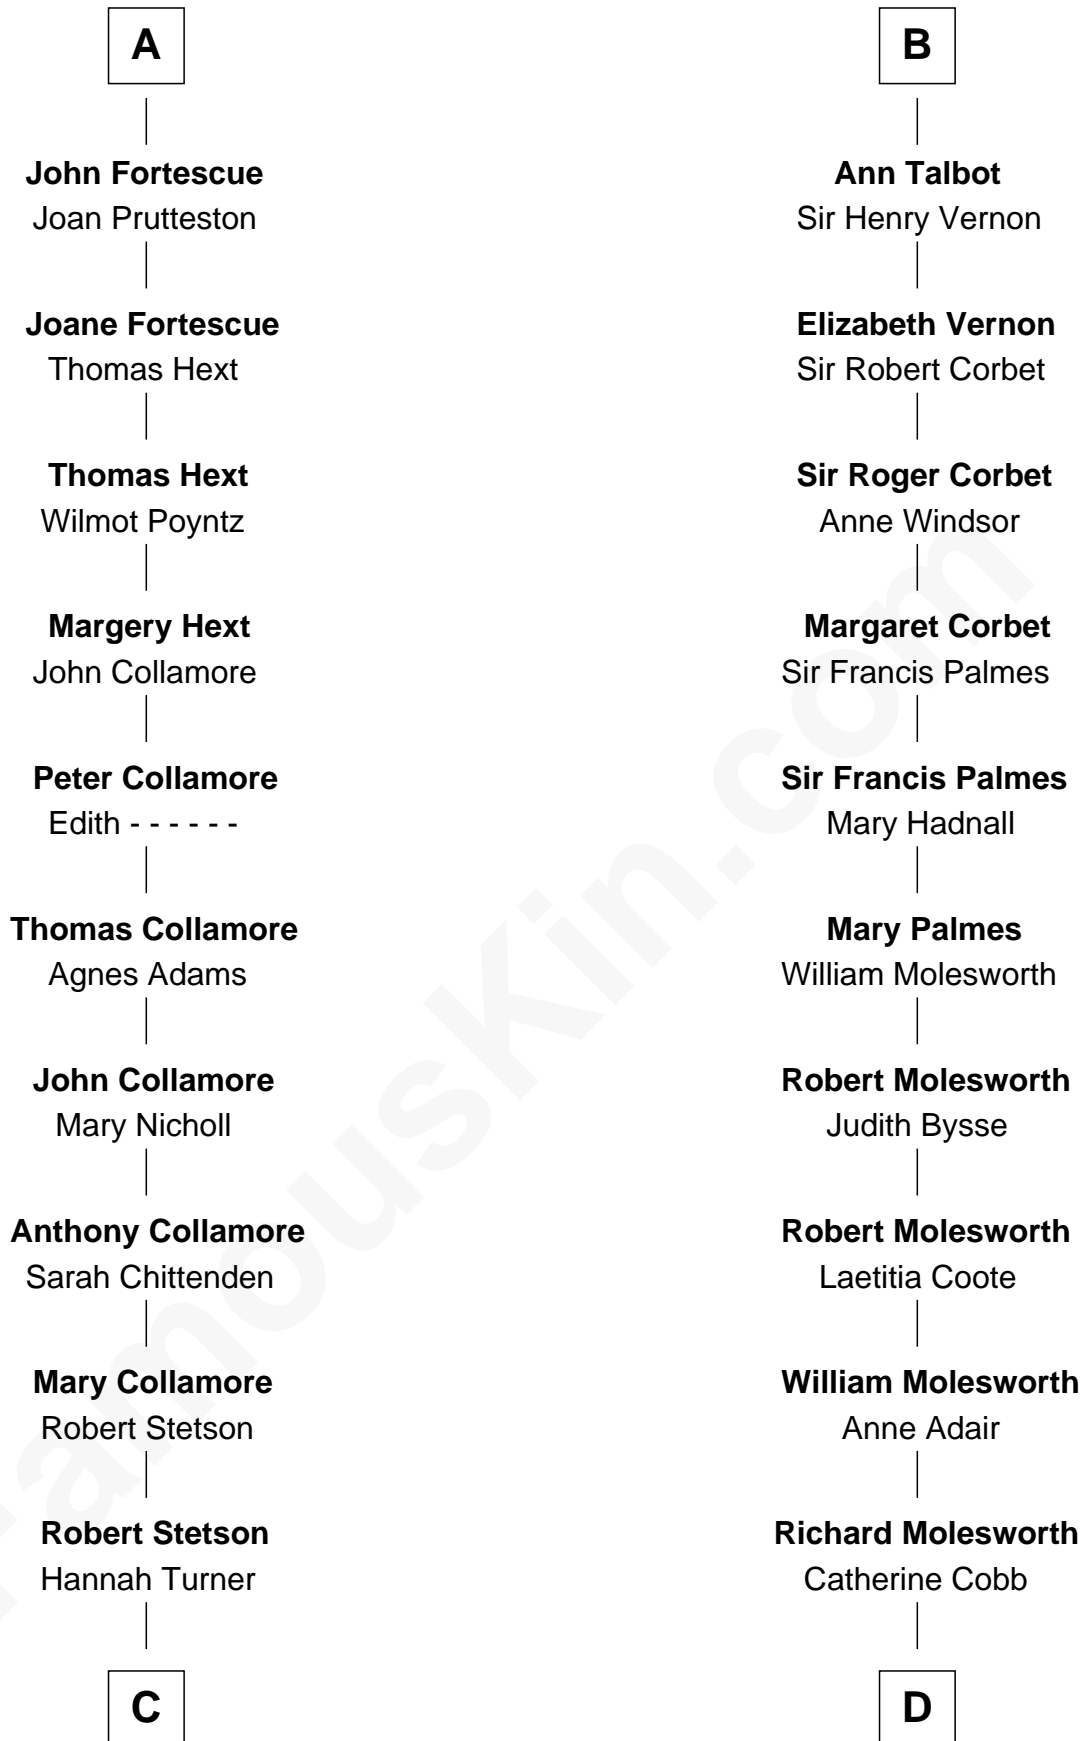 A
John Fortescue
Joan Prutteston
Joane Fortescue
Thomas Hext
Thomas Hext
Wilmot Poyntz
Margery Hext
John Collamore
Peter Collamore
Edith - - - - - -
Thomas Collamore
Agnes Adams
John Collamore
Mary Nicholl
Anthony Collamore
Sarah Chittenden
Mary Collamore
Robert Stetson
Robert Stetson
Hannah Turner
C
B
Ann Talbot
Sir Henry Vernon
Elizabeth Vernon
Sir Robert Corbet
Sir Roger Corbet
Anne Windsor
Margaret Corbet
Sir Francis Palmes
Sir Francis Palmes
Mary Hadnall
Mary Palmes
William Molesworth
Robert Molesworth
Judith Bysse
Robert Molesworth
Laetitia Coote
William Molesworth
Anne Adair
Richard Molesworth
Catherine Cobb
D
FamousKin.com